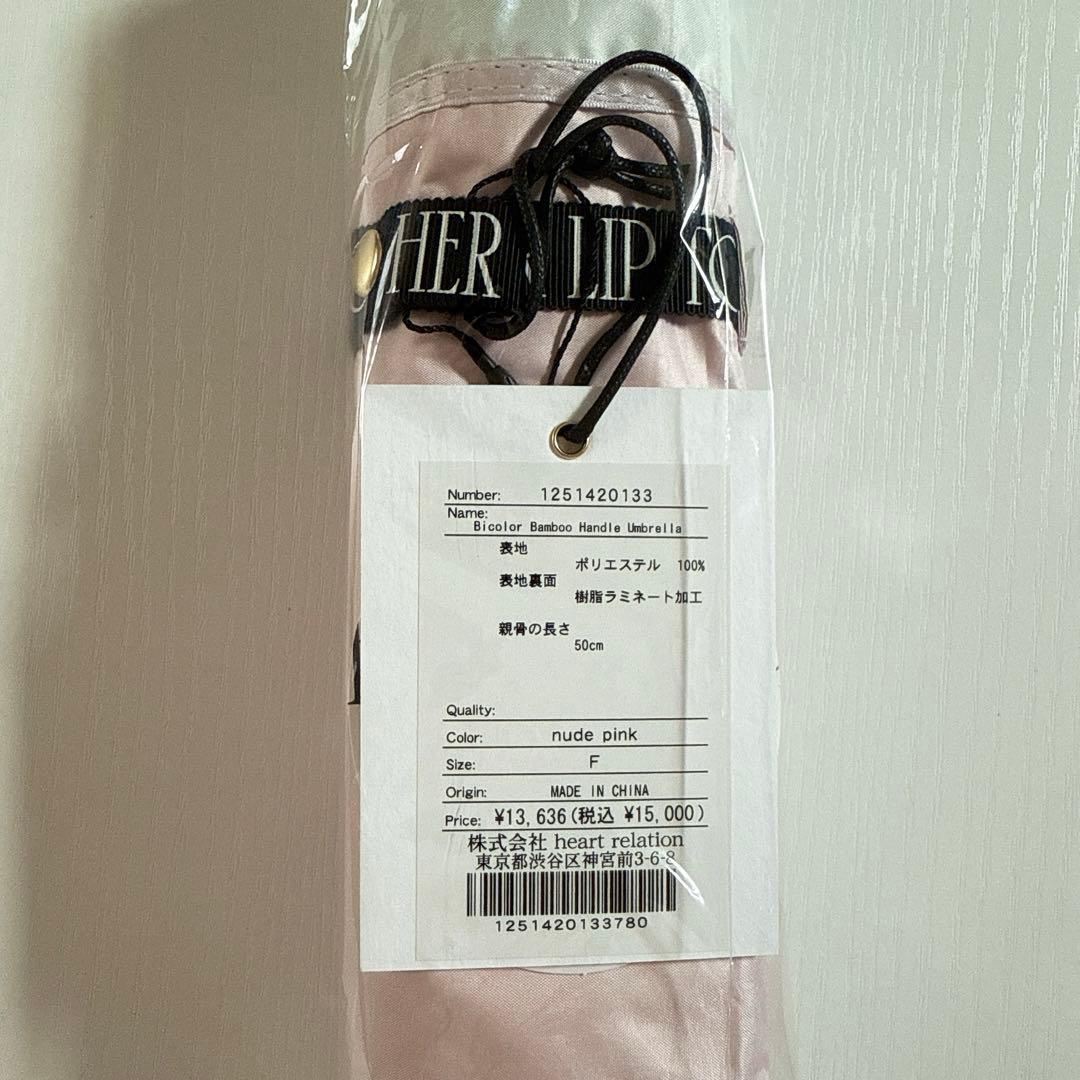 HER LIP TO
Number: 1251420133
Name:
Bicolor Bamboo Handle Umbrella
表地
ポリエステル 100%
表地裏面
樹脂ラミネート加工
親骨の長さ
50cm
Quality:
Color: nude pink
Size: F
Origin: MADE IN CHINA
Price: ¥13,636(税込 ¥15,000)
株式会社 heart relation
東京都渋谷区神宮前3-6-8
1251420133780